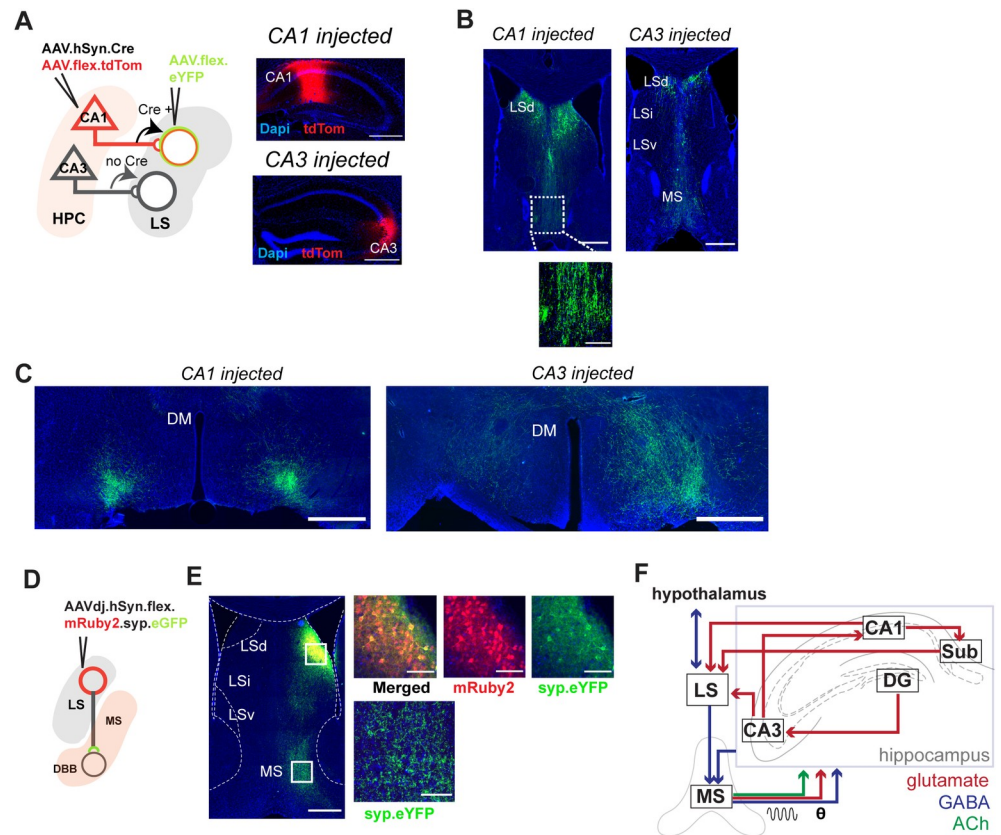 A
AAV.hSyn.Cre
AAV.flex.tdTom
AAV.flex.
eYFP
Cre +
CA1
CA3
no Cre
HPC
LS
CA1 injected
CA1
Dapi tdTom
CA3 injected
CA3
Dapi tdTom
B
CA1 injected
LSd
CA3 injected
LSd
LSi
LSv
MS
C
CA1 injected
DM
CA3 injected
DM
D
AAVdj.hSyn.flex.
mRuby2.syp.eGFP
LS
MS
DBB
E
LSd
LSi
LSv
MS
Merged
mRuby2
syp.eYFP
syp.eYFP
F
hypothalamus
CA1
Sub
DG
LS
CA3
hippocampus
MS
θ
glutamate
GABA
ACh